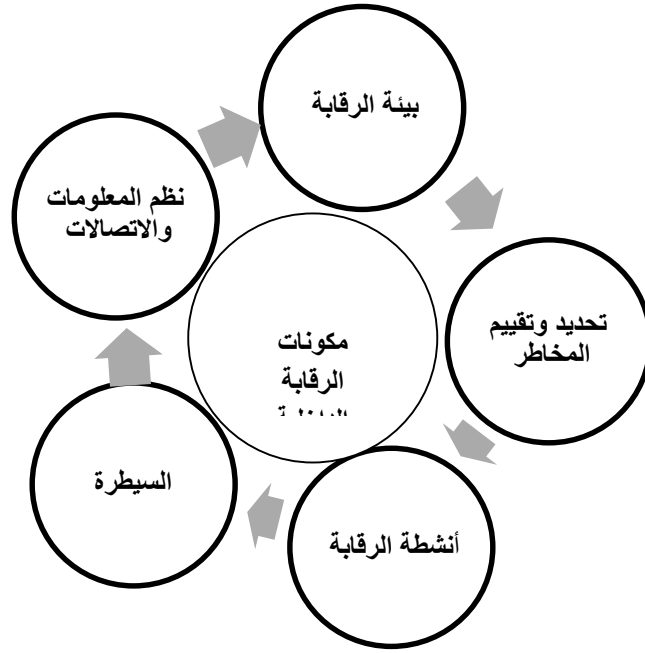 بيئة الرقابة
نظم المعلومات
والاتصالات
تحديد وتقييم
المخاطر
مكونات
الرقابة
السيطرة
أنشطة الرقابة